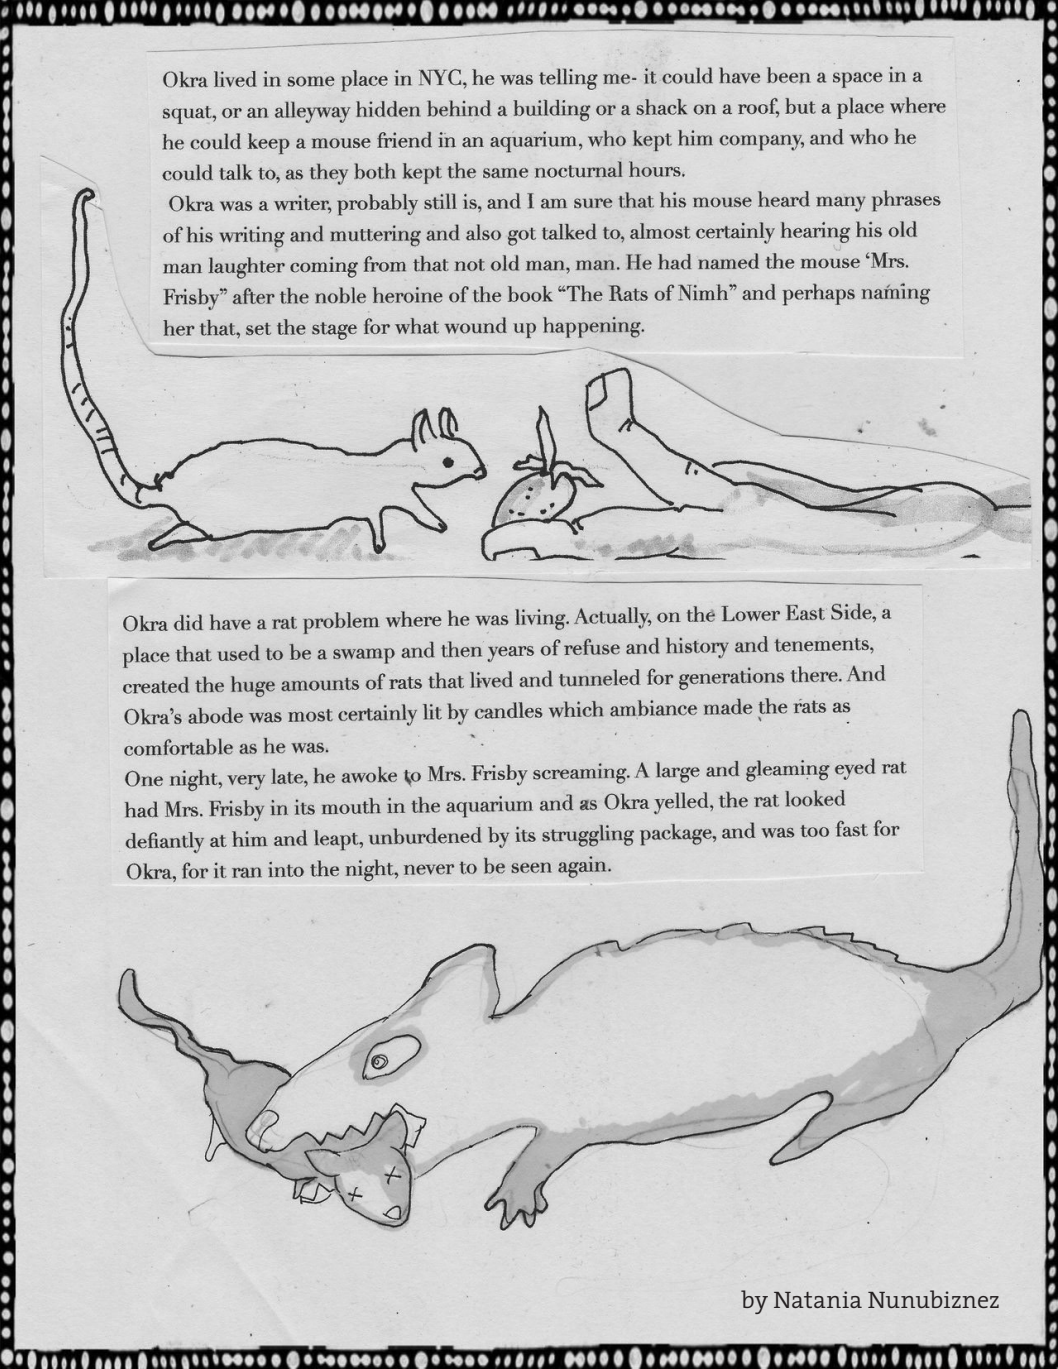 Okra lived in some place in NYC, he was telling me- it could have been a space in a
squat, or an alleyway hidden behind a building or a shack on a roof, but a place where
he could keep a mouse friend in an aquarium, who kept him company, and who he
could talk to, as they both kept the same nocturnal hours.
Okra was a writer, probably still is, and I am sure that his mouse heard many phrases
of his writing and muttering and also got talked to, almost certainly hearing his old
man laughter coming from that not old man, man. He had named the mouse ‘Mrs.
Frisby” after the noble heroine of the book “The Rats of Nimh” and perhaps naming
her that, set the stage for what wound up happening.
Okra did have a rat problem where he was living. Actually, on the Lower East Side, a
place that used to be a swamp and then years of refuse and history and tenements,
created the huge amounts of rats that lived and tunneled for generations there. And
Okra’s abode was most certainly lit by candles which ambiance made the rats as
comfortable as he was.
One night, very late, he awoke to Mrs. Frisby screaming. A large and gleaming eyed rat
had Mrs. Frisby in its mouth in the aquarium and as Okra yelled, the rat looked
defiantly at him and leapt, unburdened by its struggling package, and was too fast for
Okra, for it ran into the night, never to be seen again.
by Natania Nunubiznez